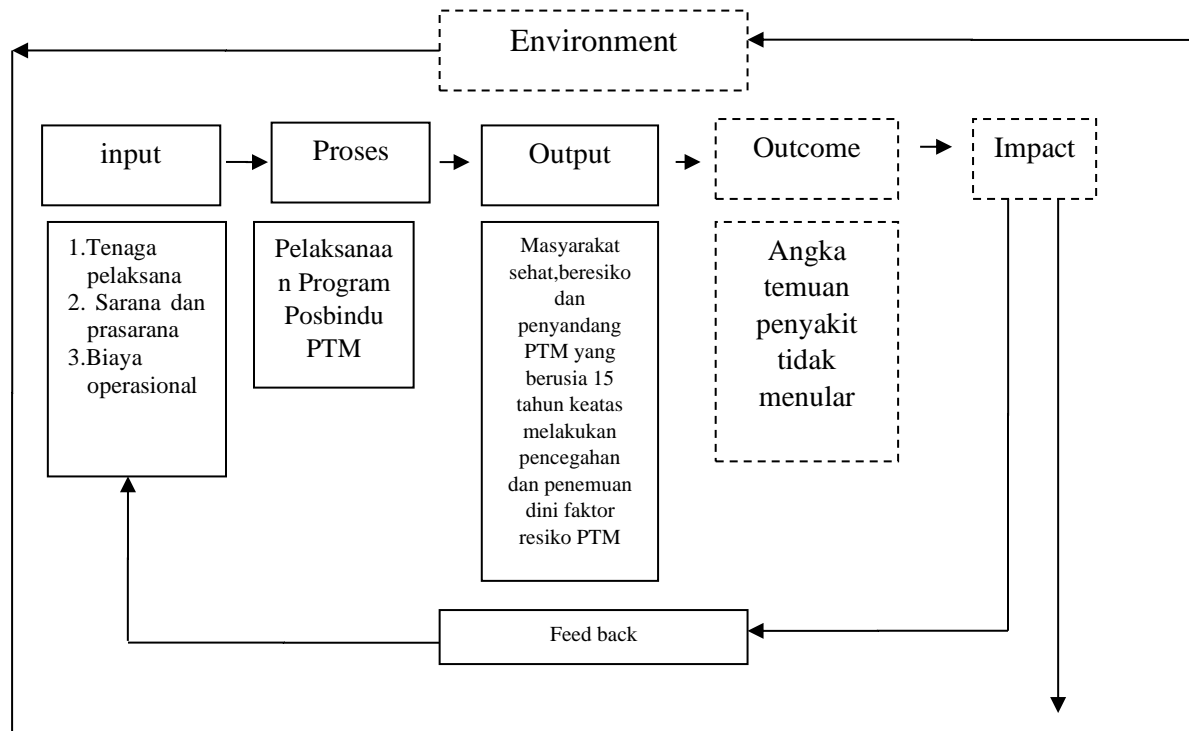 Environment
input
Proses
Output
Outcome
Impact
1.Tenaga
pelaksana
2. Sarana dan
prasarana
3.Biaya
operasional
Pelaksanaa
n Program
Posbindu
PTM
Masyarakat
sehat,beresiko
dan
penyandang
PTM yang
berusia 15
tahun keatas
melakukan
pencegahan
dan penemuan
dini faktor
resiko PTM
Angka
temuan
penyakit
tidak
menular
Feed back